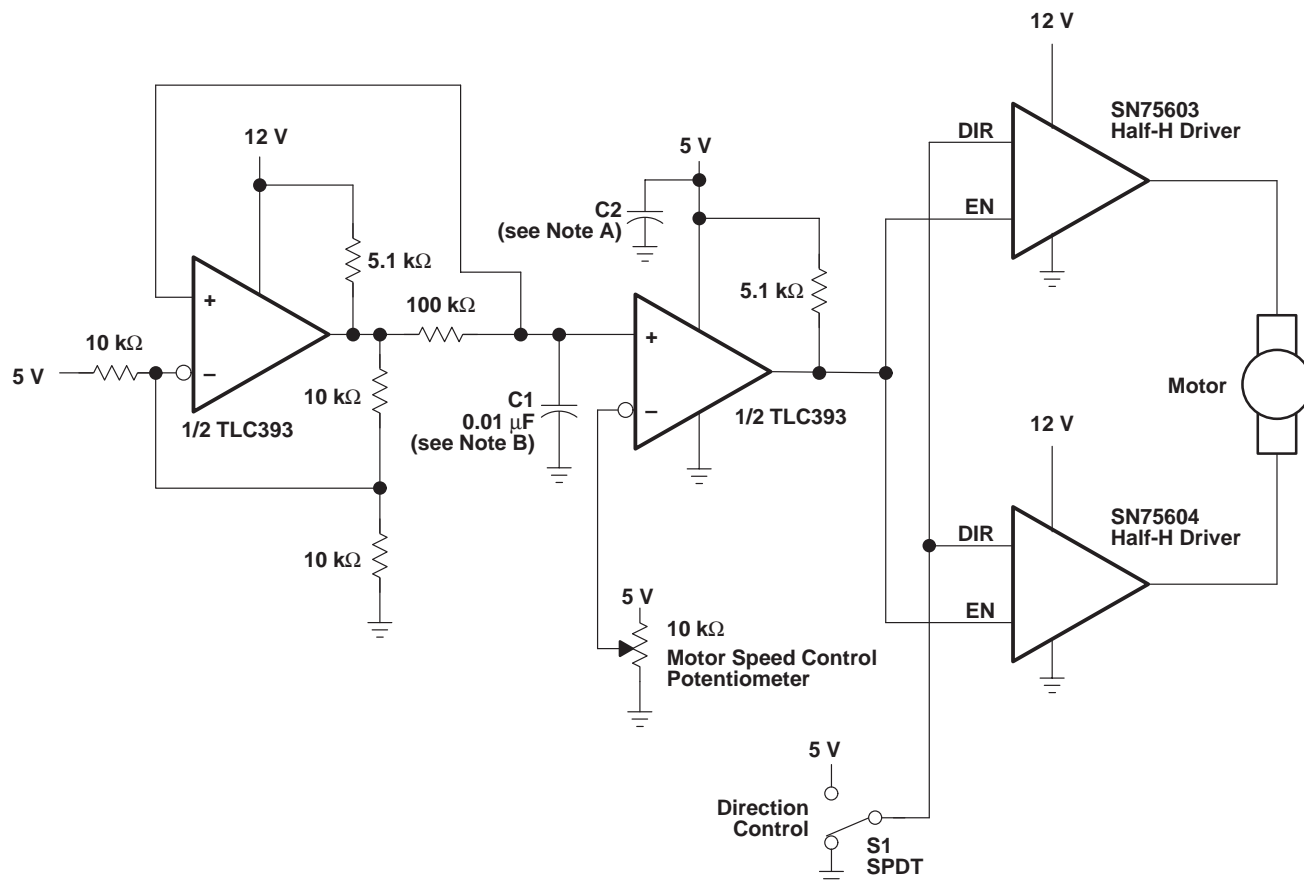 12 V
SN75603
Half-H Driver
DIR
EN
12 V
5 V
C2
(see Note A)
5.1 kΩ
5.1 kΩ
100 kΩ
+
10 kΩ
5 V
–
10 kΩ
1/2 TLC393
C1
0.01 μF
(see Note B)
+
–
1/2 TLC393
Motor
12 V
SN75604
Half-H Driver
DIR
EN
10 kΩ
5 V
10 kΩ
Motor Speed Control
Potentiometer
5 V
Direction
Control
S1
SPDT